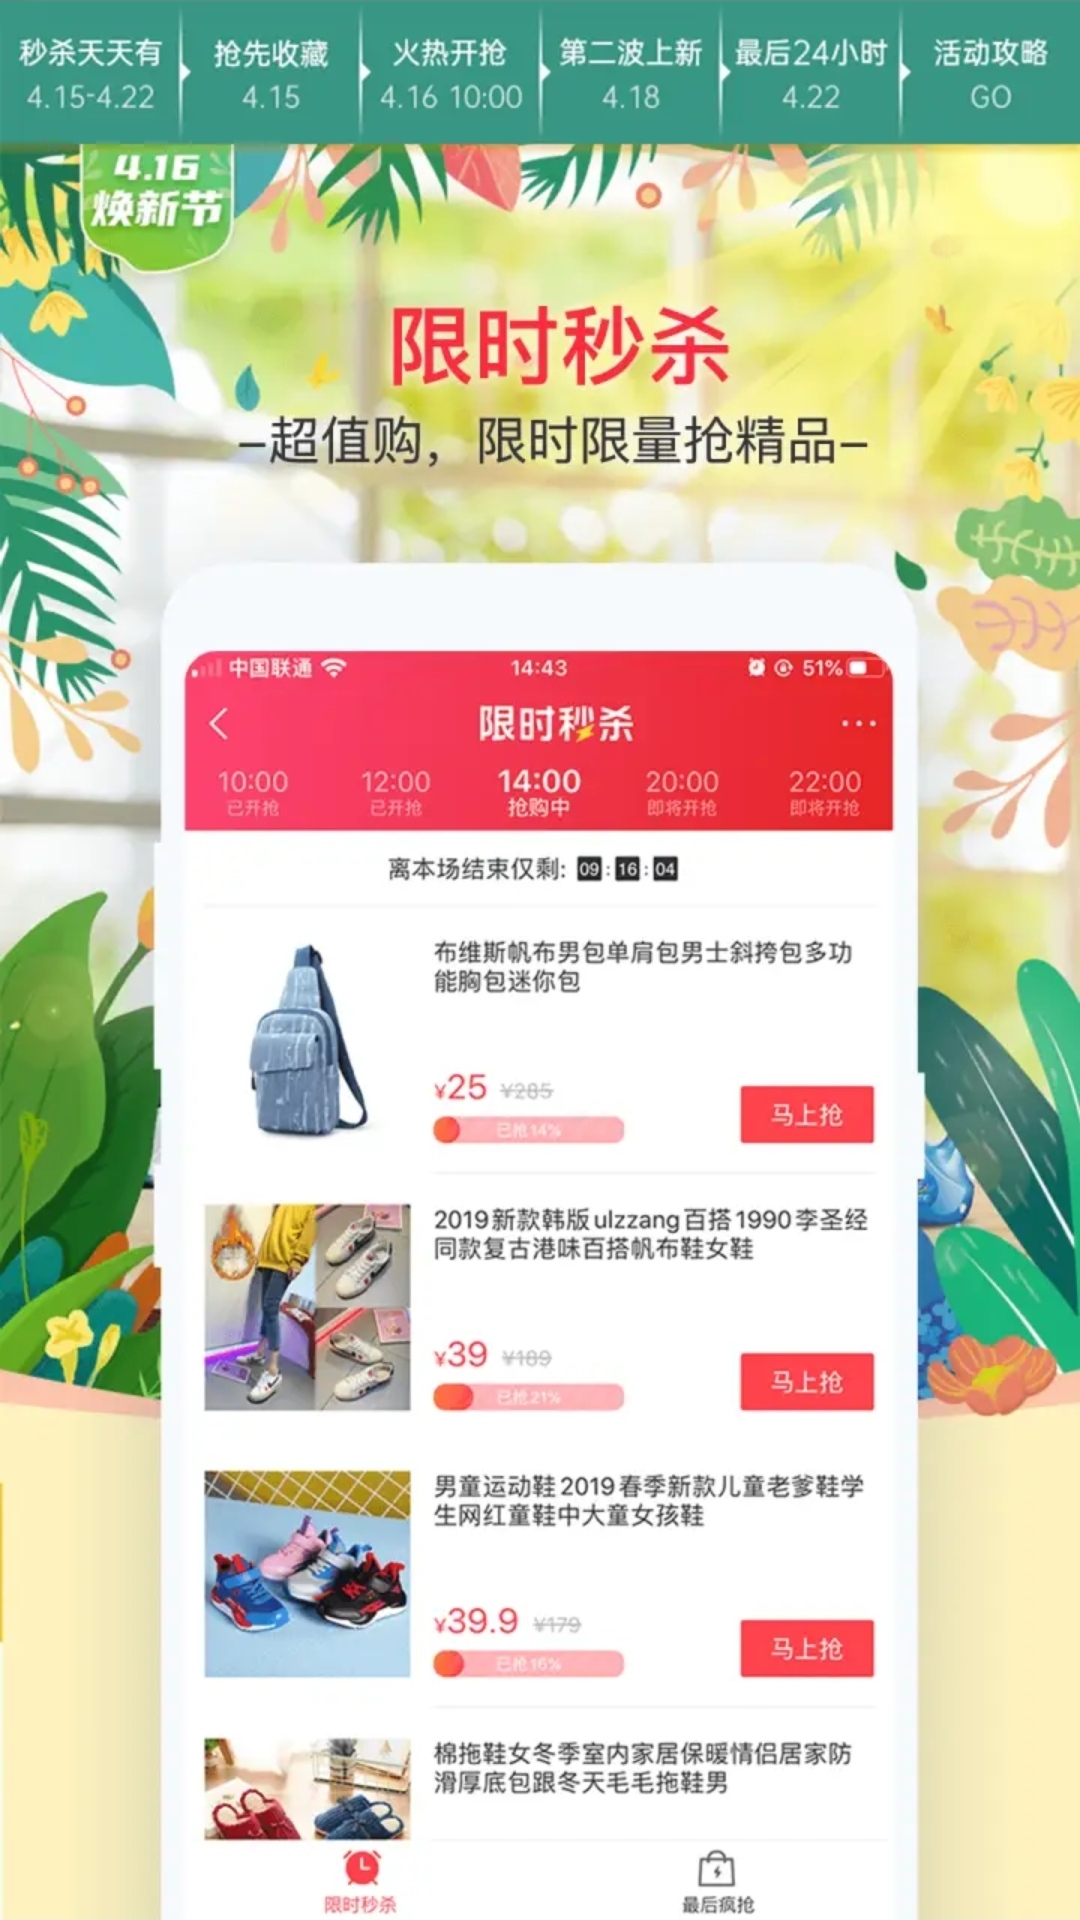 秒杀天天有
4.15-4.22
抢先收藏
4.15
火热开抢
4.16 10:00
第二波上新
4.18
最后24小时
4.22
活动攻略
GO
4.16
焕新节
限时秒杀
–超值购，限时限量抢精品–
中国联通
14:43
51%
限时秒杀
10:00
已开抢
12:00
已开抢
14:00
抢购中
20:00
即将开抢
22:00
即将开抢
离本场结束仅剩: 09 : 16 : 04
布维斯帆布男包单肩包男士斜挎包多功
能胸包迷你包
¥25 ¥285
已抢14%
马上抢
2019新款韩版ulzzang百搭1990李圣经
同款复古港味百搭帆布鞋女鞋
¥39 ¥189
已抢21%
马上抢
男童运动鞋2019春季新款儿童老爹鞋学
生网红童鞋中大童女孩鞋
¥39.9 ¥179
已抢16%
马上抢
棉拖鞋女冬季室内家居保暖情侣居家防
滑厚底包跟冬天毛毛拖鞋男
限时秒杀
最后疯抢